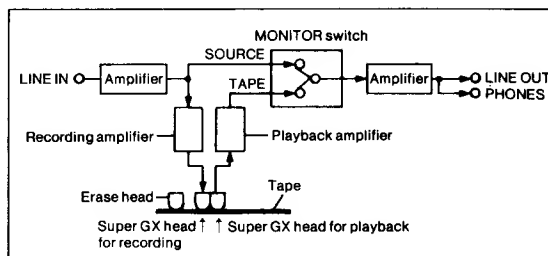 MONITOR switch
SOURCE
LINE IN
Amplifier
TAPE
Amplifier
LINE OUT
PHONES
Recording amplifier
Playback amplifier
Erase head
Tape
Super GX head
for recording
Super GX head for playback